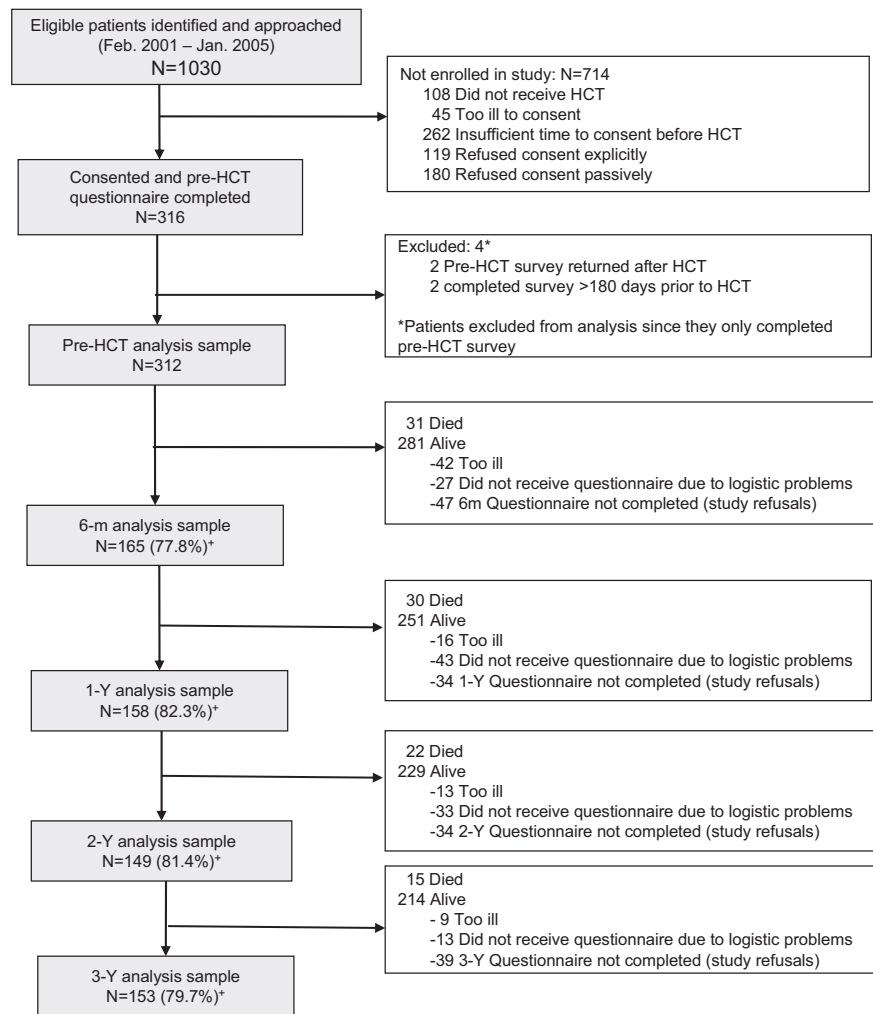 Eligible patients identified and approached
(Feb. 2001 – Jan. 2005)
N=1030
Not enrolled in study: N=714
108 Did not receive HCT
45 Too ill to consent
262 Insufficient time to consent before HCT
119 Refused consent explicitly
180 Refused consent passively
Consented and pre-HCT
questionnaire completed
N=316
Excluded: 4*
2 Pre-HCT survey returned after HCT
2 completed survey >180 days prior to HCT
*Patients excluded from analysis since they only completed
pre-HCT survey
Pre-HCT analysis sample
N=312
31 Died
281 Alive
-42 Too ill
-27 Did not receive questionnaire due to logistic problems
-47 6m Questionnaire not completed (study refusals)
6-m analysis sample
N=165 (77.8%)+
30 Died
251 Alive
-16 Too ill
-43 Did not receive questionnaire due to logistic problems
-34 1-Y Questionnaire not completed (study refusals)
1-Y analysis sample
N=158 (82.3%)+
22 Died
229 Alive
-13 Too ill
-33 Did not receive questionnaire due to logistic problems
-34 2-Y Questionnaire not completed (study refusals)
2-Y analysis sample
N=149 (81.4%)+
15 Died
214 Alive
- 9 Too ill
-13 Did not receive questionnaire due to logistic problems
-39 3-Y Questionnaire not completed (study refusals)
3-Y analysis sample
N=153 (79.7%)+